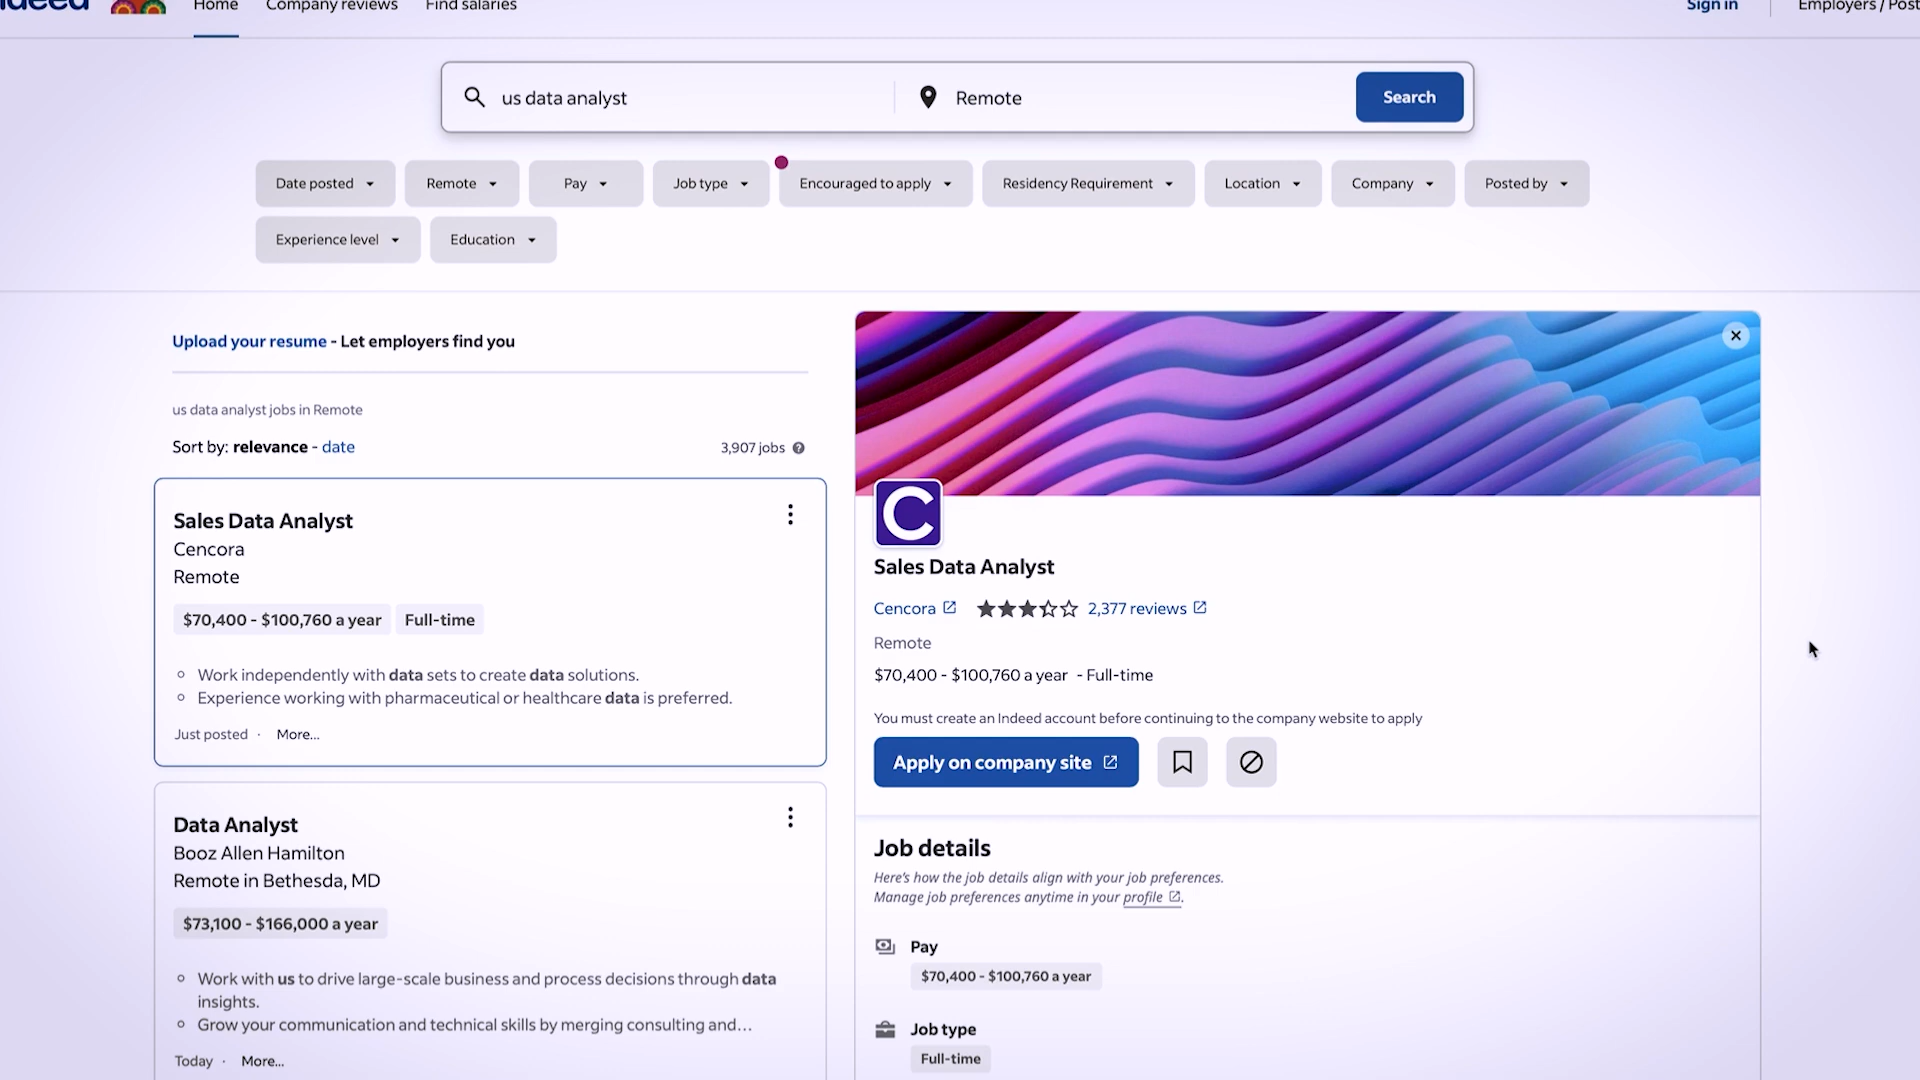 Indeed
Home
Company reviews
Find salaries
Sign in
Employers / Post
us data analyst
Remote
Search
Date posted
Remote
Pay
Job type
Encouraged to apply
Residency Requirement
Location
Company
Posted by
Experience level
Education
Upload your resume - Let employers find you
us data analyst jobs in Remote
Sort by: relevance - date
3,907 jobs
Sales Data Analyst
Cencora
Remote
$70,400 - $100,760 a year
Full-time
Work independently with data sets to create data solutions.
Experience working with pharmaceutical or healthcare data is preferred.
Just posted · More...
Data Analyst
Booz Allen Hamilton
Remote in Bethesda, MD
$73,100 - $166,000 a year
Work with us to drive large-scale business and process decisions through data
insights.
Grow your communication and technical skills by merging consulting and…
Today · More...
C
Sales Data Analyst
Cencora
2,377 reviews
Remote
$70,400 - $100,760 a year - Full-time
You must create an Indeed account before continuing to the company website to apply
Apply on company site
Job details
Here's how the job details align with your job preferences.
Manage job preferences anytime in your profile.
Pay
$70,400 - $100,760 a year
Job type
Full-time